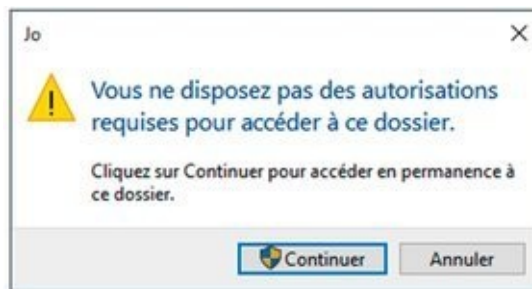 Jo
Vous ne disposez pas des autorisations
requises pour accéder à ce dossier.
Cliquez sur Continuer pour accéder en permanence à
ce dossier.
Continuer
Annuler